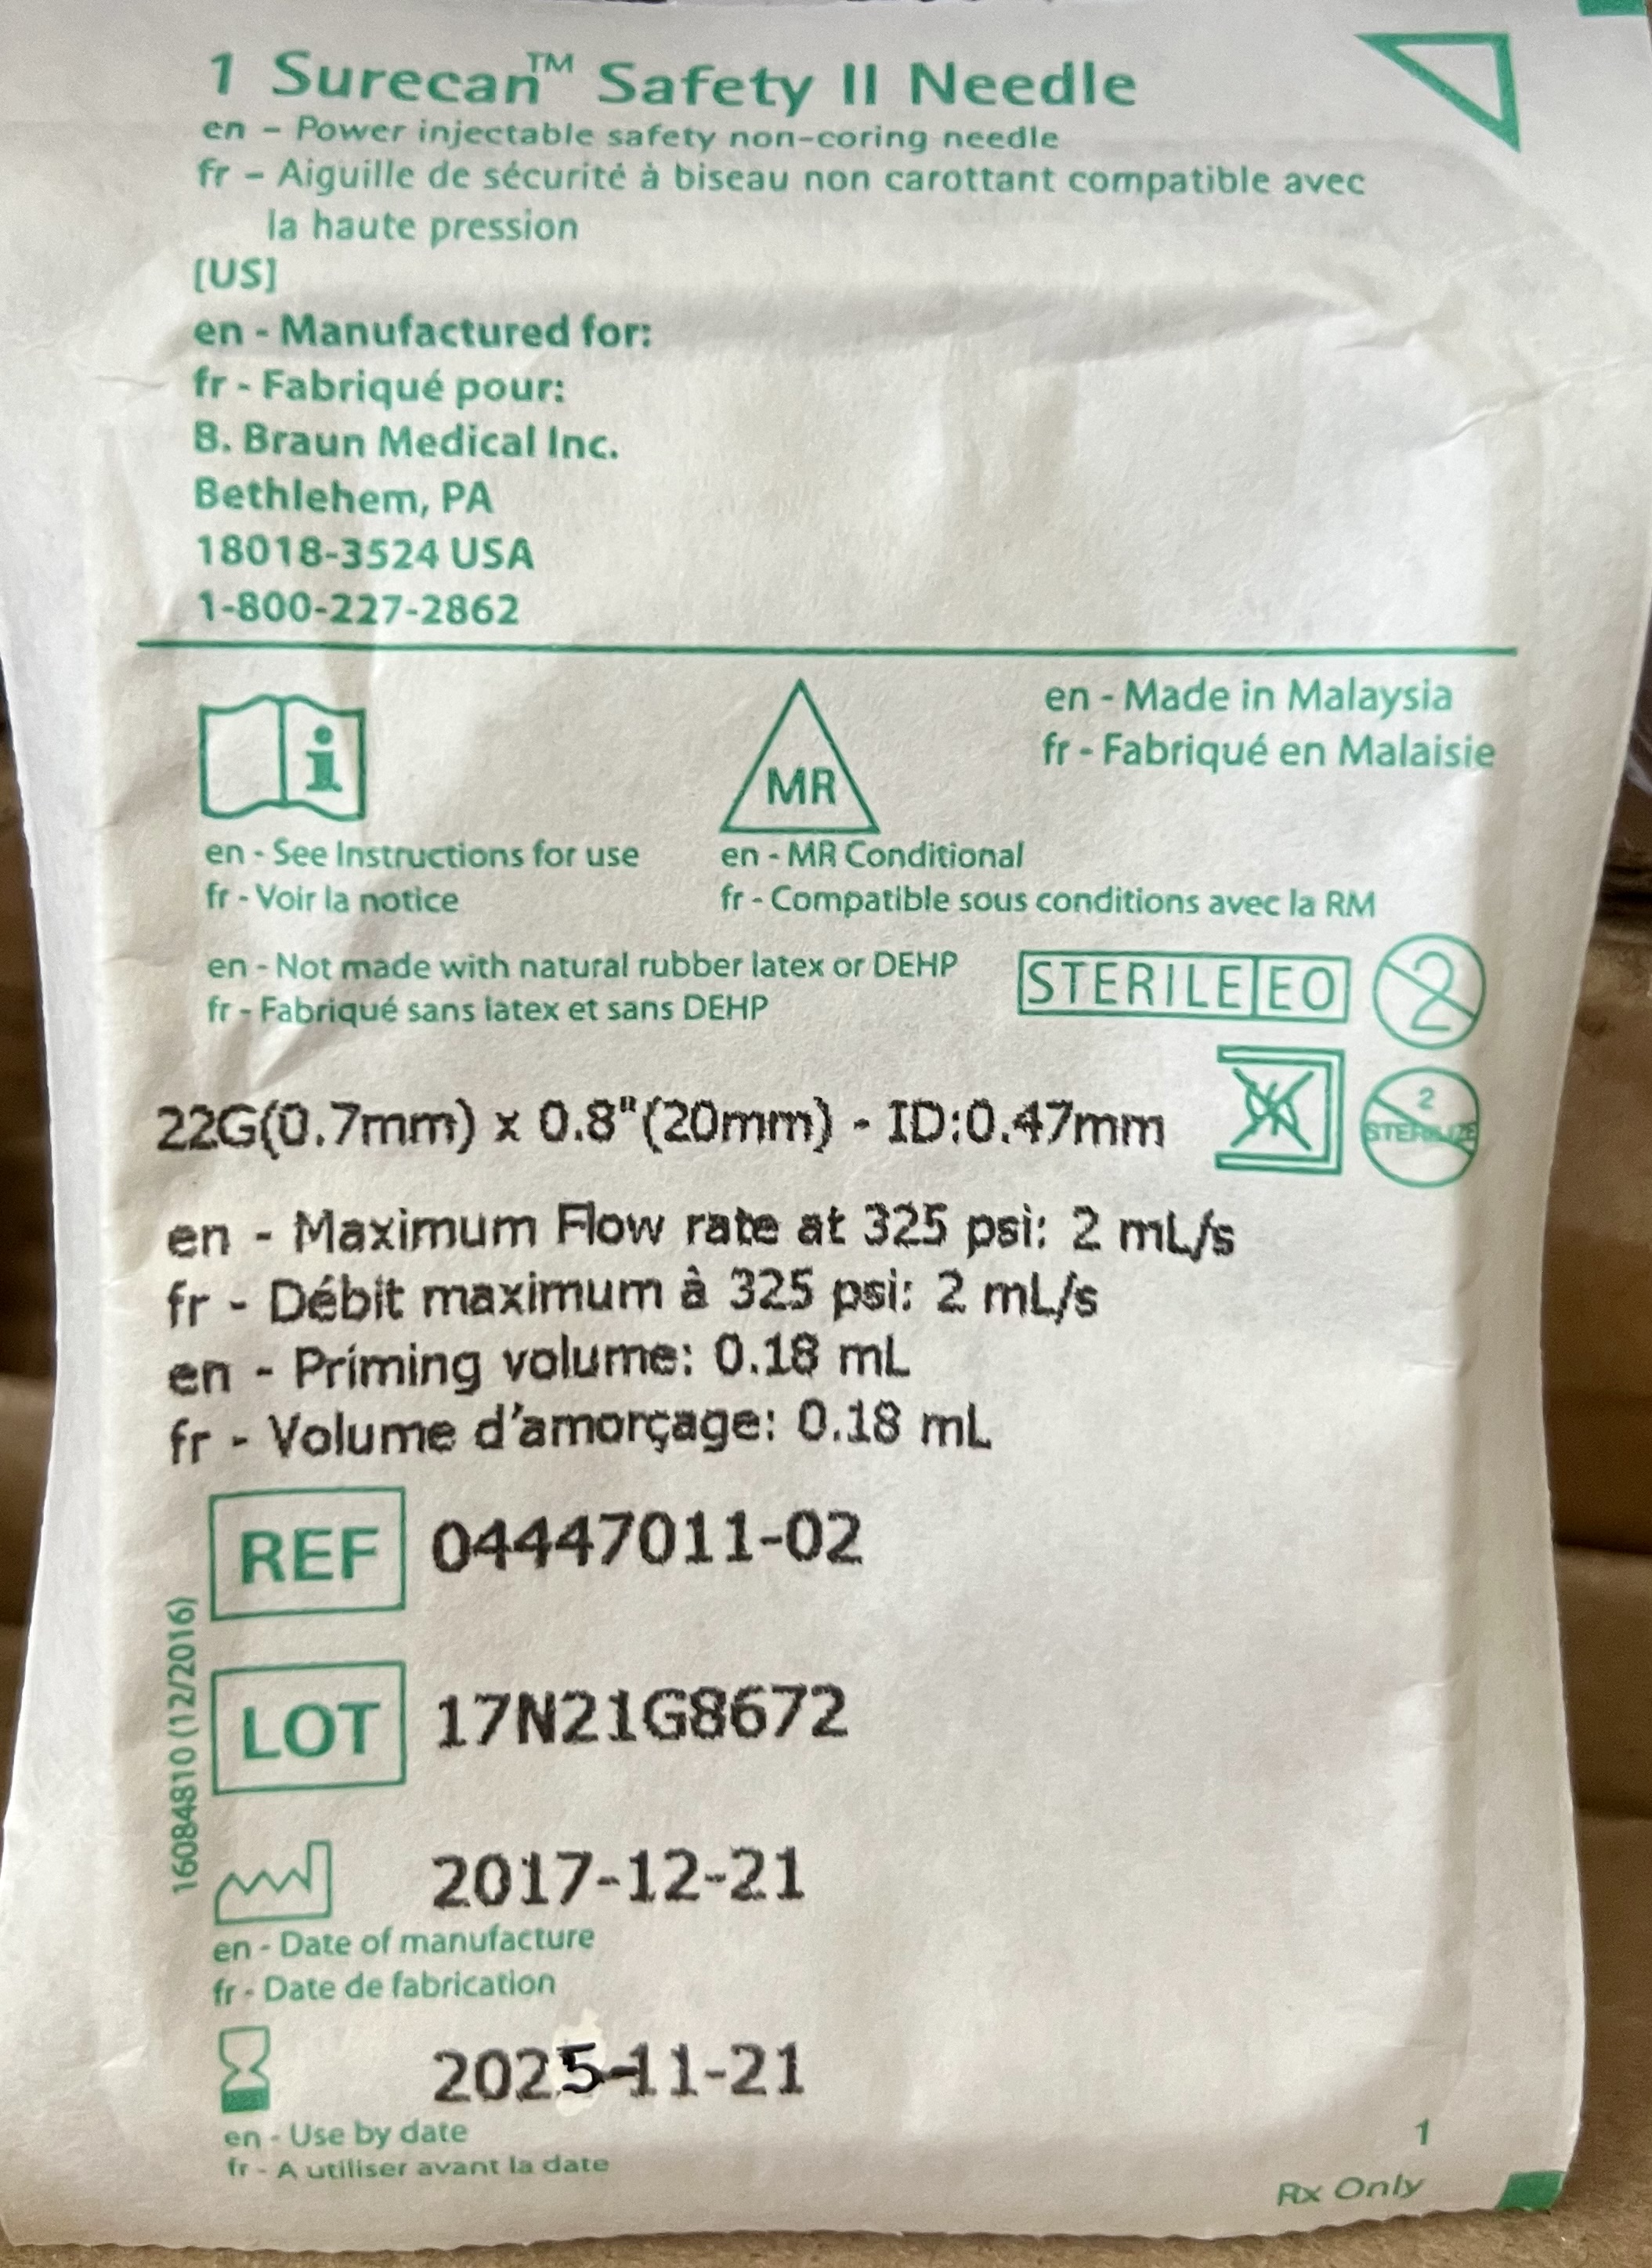 1 Surecan™ Safety II Needle
en – Power injectable safety non-coring needle
fr – Aiguille de sécurité à biseau non carottant compatible avec
la haute pression
[US]
en - Manufactured for:
fr - Fabriqué pour:
B. Braun Medical Inc.
Bethlehem, PA
18018-3524 USA
1-800-227-2862
en - Made in Malaysia
fr - Fabriqué en Malaisie
MR
en - See Instructions for use
fr - Voir la notice
en - MR Conditional
fr - Compatible sous conditions avec la RM
en - Not made with natural rubber latex or DEHP
fr - Fabriqué sans latex et sans DEHP
STERILE EO
2
2
STERILIZE
22G(0.7mm) x 0.8"(20mm) - ID:0.47mm
en - Maximum Flow rate at 325 psi: 2 mL/s
fr - Débit maximum à 325 psi: 2 mL/s
en - Priming volume: 0.18 mL
fr - Volume d’amorçage: 0.18 mL
REF 04447011-02
LOT 17N21G8672
16084810 (12/2016)
2017-12-21
en - Date of manufacture
fr - Date de fabrication
2025-11-21
en - Use by date
fr - A utiliser avant la date
1
Rx Only